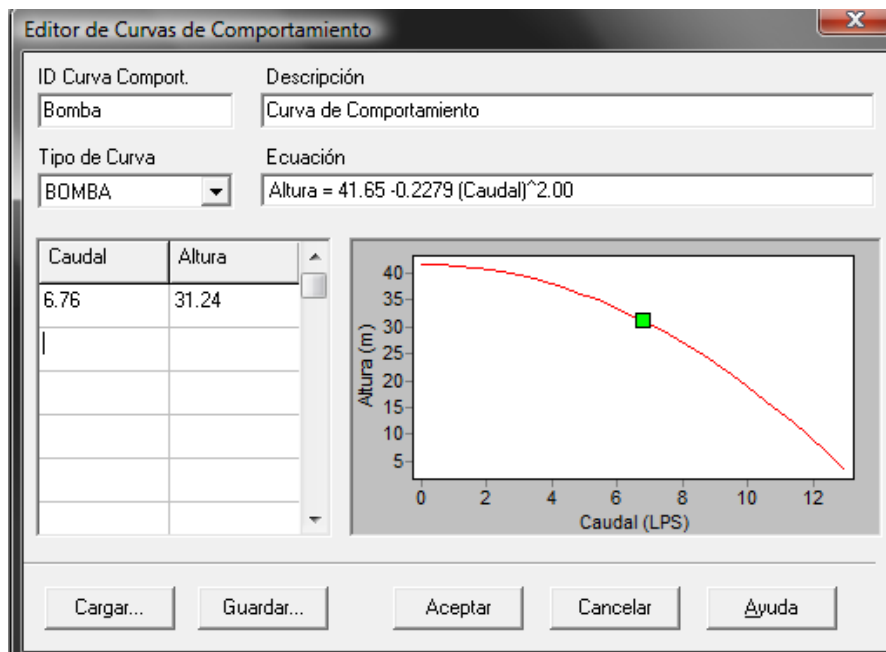 Editor de Curvas de Comportamiento
X
ID Curva Comport.
Descripción
Bomba
Curva de Comportamiento
Tipo de Curva
Ecuación
BOMBA
Altura = 41.65 -0.2279 (Caudal)^2.00
Caudal Altura
6.76 31.24
40
35
30
25
20
15
10
5
Altura (m)
0 2 4 6 8 10 12
Caudal (LPS)
Cargar... Guardar... Aceptar Cancelar Ayuda